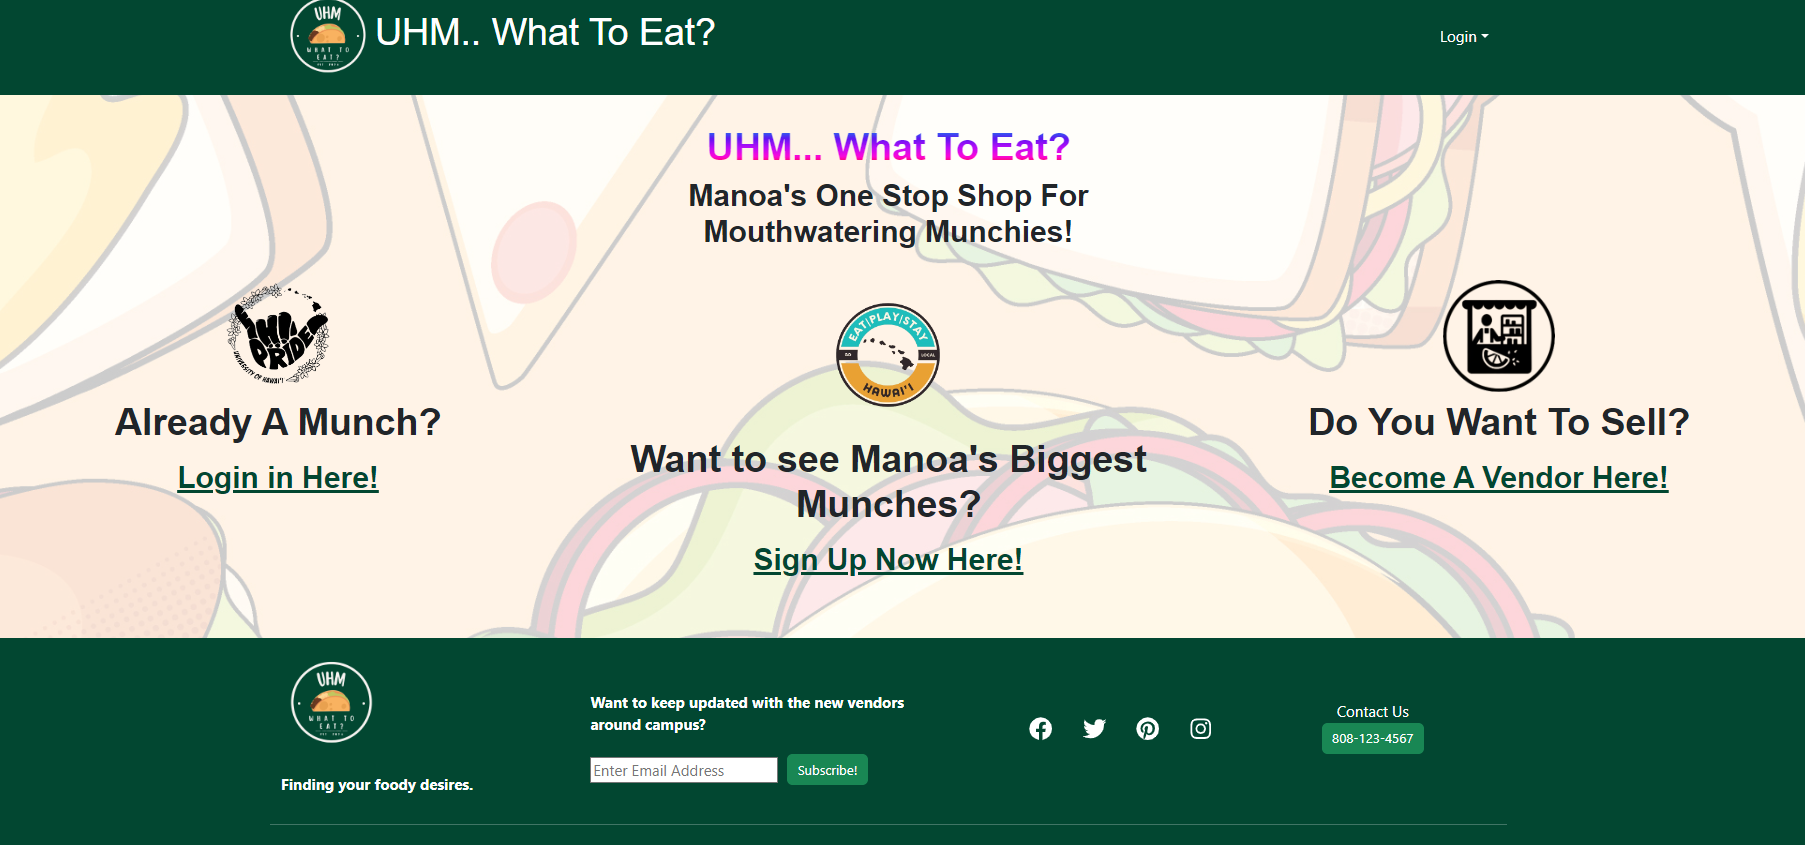 UHM
WHAT TO
EAT?
UHM.. What To Eat?
Login
UHM... What To Eat?
Manoa's One Stop Shop For
Mouthwatering Munchies!
PRIDE
UNIVERSITY OF HAWAI'I
Already A Munch?
Login in Here!
EAT|PLAY|STAY
GO
LOCAL
HAWAI'I
Want to see Manoa's Biggest
Munches?
Sign Up Now Here!
Do You Want To Sell?
Become A Vendor Here!
UHM
WHAT TO
EAT?
Finding your foody desires.
Want to keep updated with the new vendors
around campus?
Enter Email Address
Subscribe!
Contact Us
808-123-4567